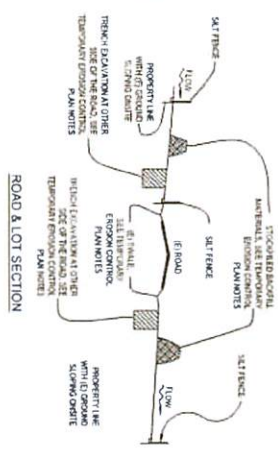 SILT FENCE
FLOW
PROPERTY LINE
WITH (E) GROUND
SLOPING ONSITE
TRENCH EXCAVATION AT OTHER
SIDE OF THE ROAD, SEE
TEMPORARY EROSION CONTROL
PLAN NOTES
STOCKPILED BACKFILL
MATERIALS, SEE TEMPORARY
EROSION CONTROL
PLAN NOTES
SILT FENCE
(E) ROAD
(E) SWALE,
SEE TEMPORARY
EROSION CONTROL
PLAN NOTES
TRENCH EXCAVATION AT OTHER
SIDE OF THE ROAD, SEE
TEMPORARY EROSION CONTROL
PLAN NOTES
SILT FENCE
FLOW
PROPERTY LINE
WITH (E) GROUND
SLOPING ONSITE
ROAD & LOT SECTION